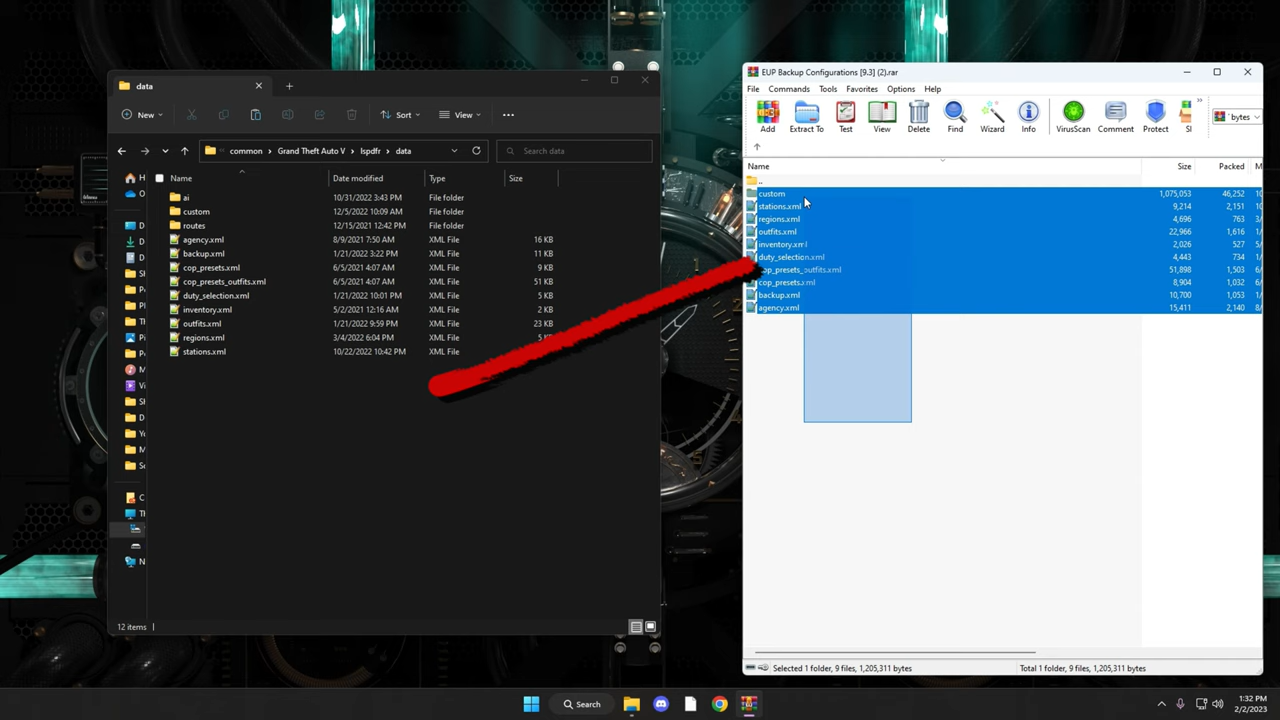 data
New
Sort
View
common
Grand Theft Auto V
lspdfr
data
Search data
Name
Date modified
Type
Size
ai
10/31/2022 3:43 PM
File folder
custom
12/5/2022 10:09 AM
File folder
routes
12/15/2021 12:42 PM
File folder
agency.xml
8/9/2021 7:50 AM
XML File
16 KB
backup.xml
1/21/2022 3:22 PM
XML File
11 KB
cop_presets.xml
6/5/2021 4:07 AM
XML File
9 KB
cop_presets_outfits.xml
6/5/2021 4:07 AM
XML File
51 KB
duty_selection.xml
1/21/2022 10:01 PM
XML File
5 KB
inventory.xml
5/2/2021 12:16 AM
XML File
2 KB
outfits.xml
1/21/2022 9:59 PM
XML File
23 KB
regions.xml
3/4/2022 6:04 PM
XML File
5 KB
stations.xml
10/22/2022 10:42 PM
XML File
12 items
EUP Backup Configurations [9.3] (2).rar
File
Commands
Tools
Favorites
Options
Help
Add
Extract To
Test
View
Delete
Find
Wizard
Info
VirusScan
Comment
Protect
bytes
Name
Size
Packed
..
custom
1,075,053
46,252
stations.xml
9,214
2,151
regions.xml
4,696
763
outfits.xml
22,966
1,616
inventory.xml
2,026
527
duty_selection.xml
4,443
734
cop_presets_outfits.xml
51,898
1,503
cop_presets.xml
8,904
1,032
backup.xml
10,700
1,053
agency.xml
15,411
2,140
Selected 1 folder, 9 files, 1,205,311 bytes
Total 1 folder, 9 files, 1,205,311 bytes
Search
1:32 PM
2/2/2023